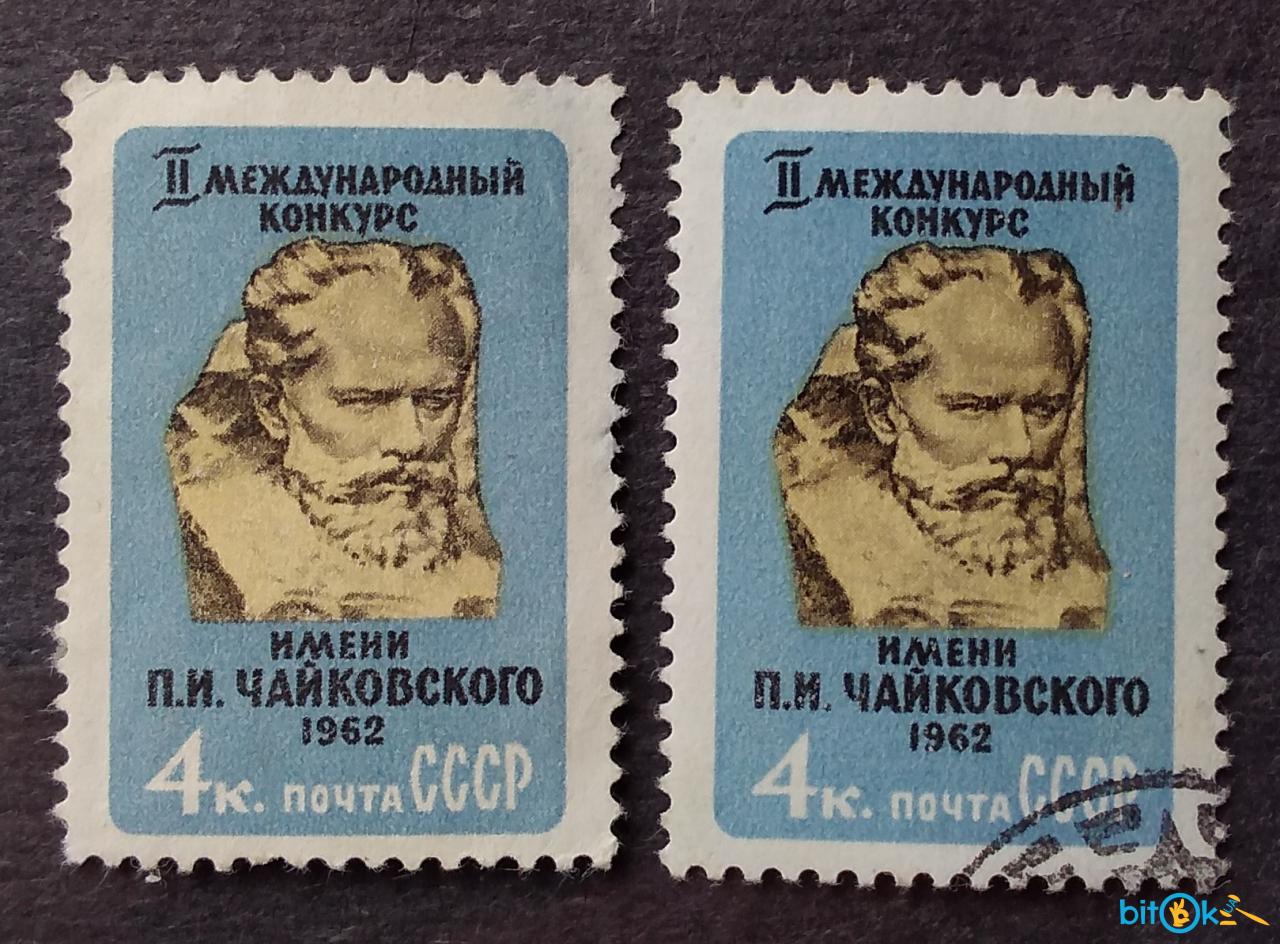 II МЕЖДУНАРОДНЫЙ
КОНКУРС
ИМЕНИ
П.И. ЧАЙКОВСКОГО
1962
4к. ПОЧТА СССР
II МЕЖДУНАРОДНЫЙ
КОНКУРС
ИМЕНИ
П.И. ЧАЙКОВСКОГО
1962
4к. ПОЧТА СССР
bitOk